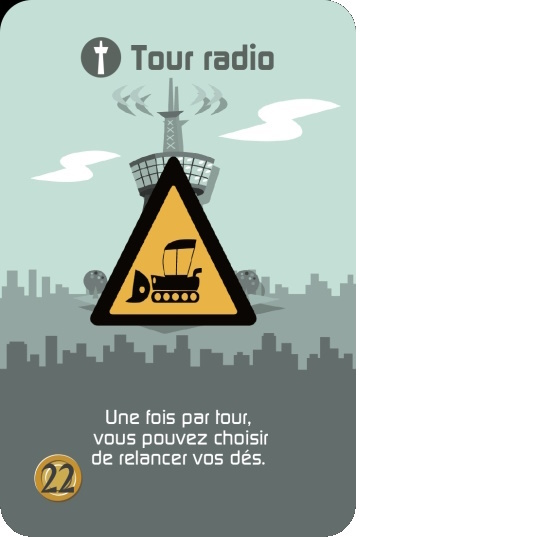 Tour radio
Une fois par tour,
vous pouvez choisir
de relancer vos dés.
22